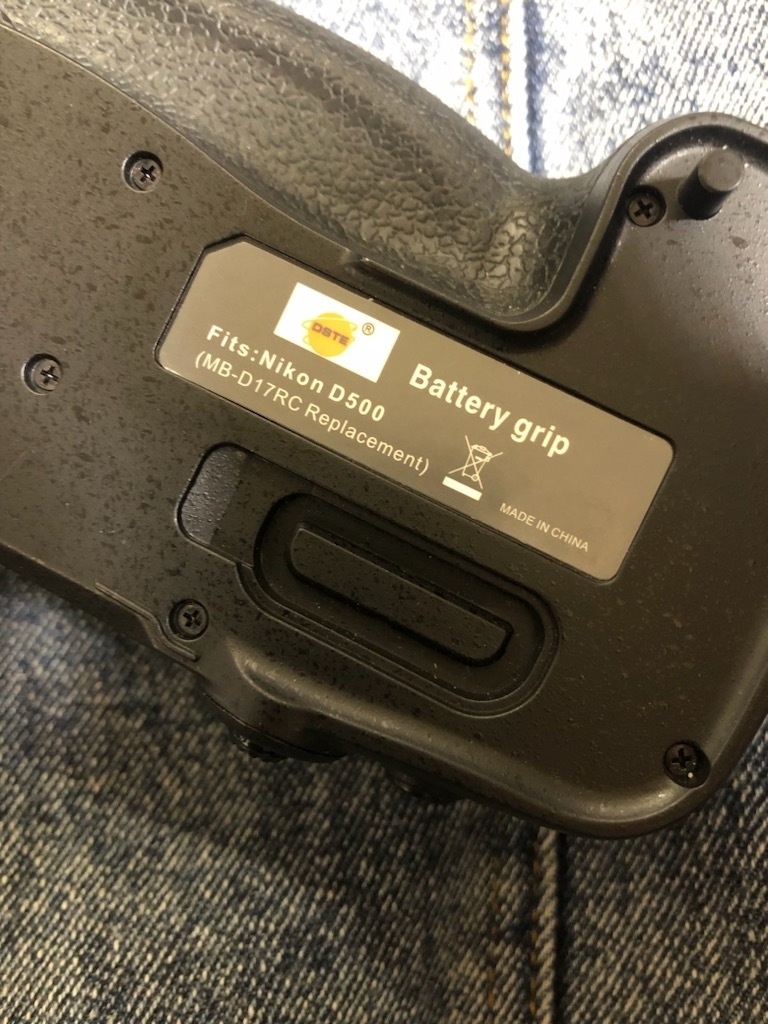 DSTE®
Fits:Nikon D500
(MB-D17RC Replacement)
Battery grip
MADE IN CHINA